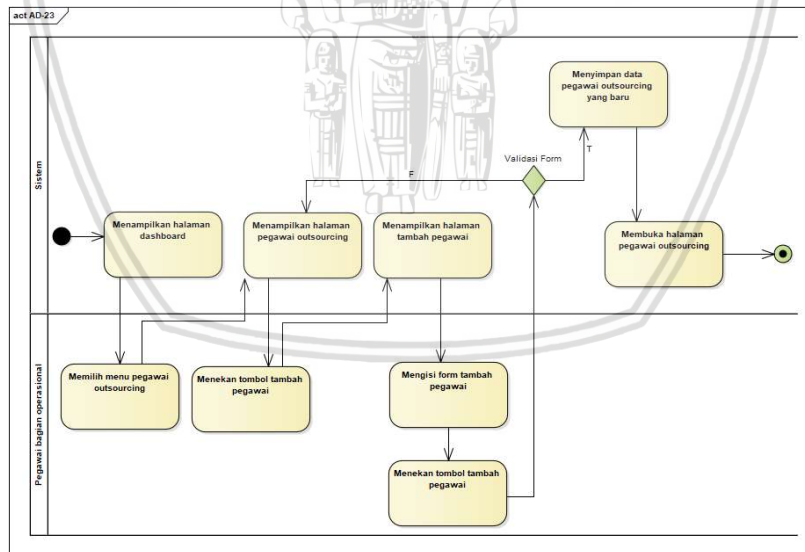 act AD-23
Sistem
Menyimpan data
pegawai outsourcing
yang baru
Validasi Form
F
T
Menampilkan halaman
dashboard
Menampilkan halaman
pegawai outsourcing
Menampilkan halaman
tambah pegawai
Membuka halaman
pegawai outsourcing
Pegawai bagian operasional
Memilih menu pegawai
outsourcing
Menekan tombol tambah
pegawai
Mengisi form tambah
pegawai
Menekan tombol tambah
pegawai